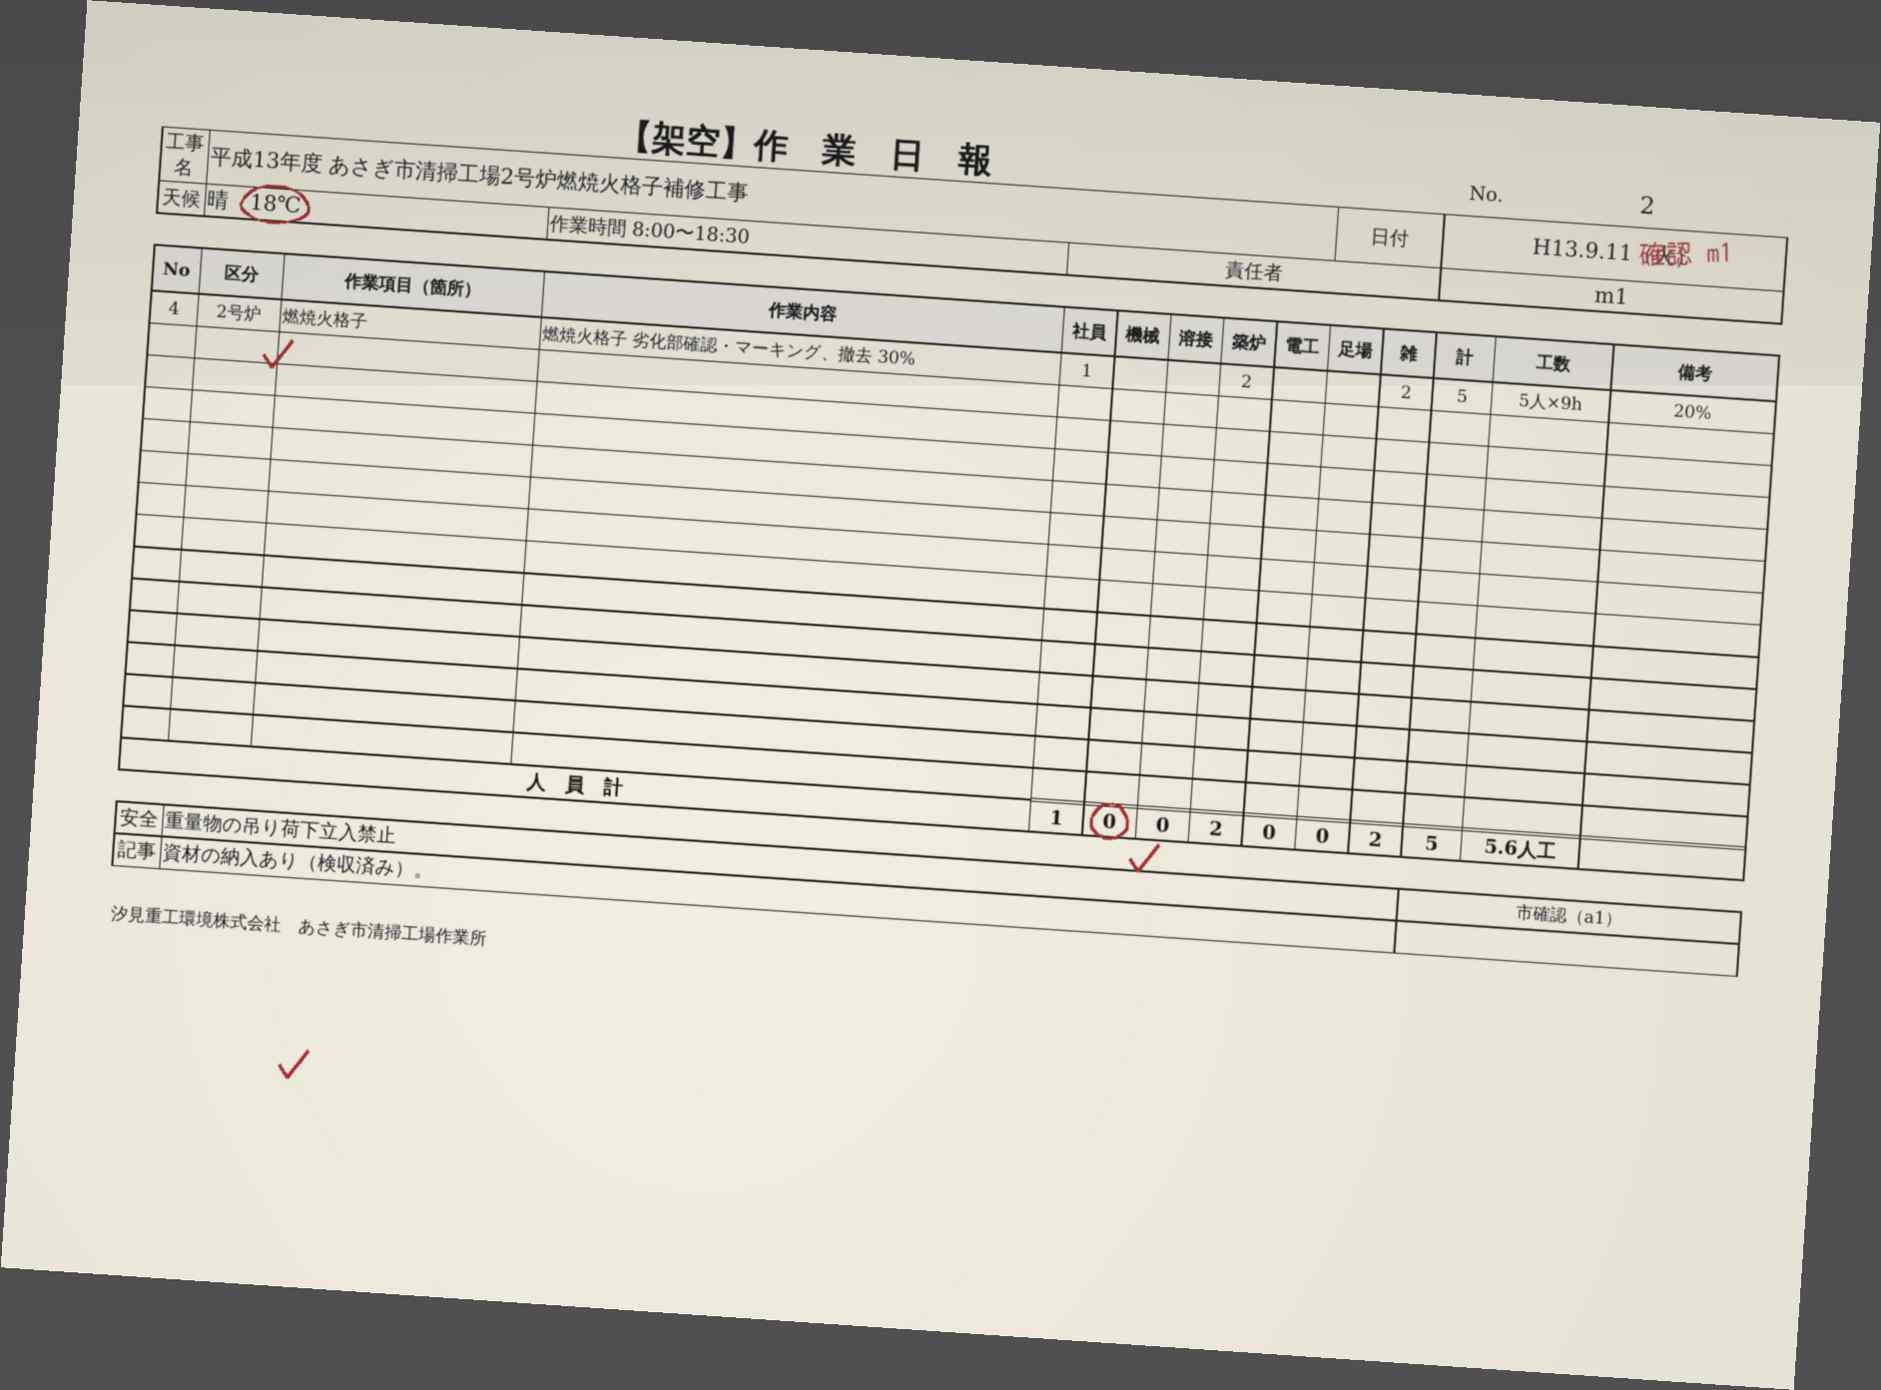 【架空】作 業 日 報
No. 2
工事名 平成13年度 あさぎ市清掃工場2号炉燃焼火格子補修工事 日付 H13.9.11
確認 m1
天候 晴 18℃ 作業時間 8:00〜18:30 責任者 m1
No 区分 作業項目（箇所） 作業内容 社員 機械 溶接 築炉 電工 足場 雑 計 工数 備考
4 2号炉 燃焼火格子 燃焼火格子 劣化部確認・マーキング、撤去 30% 1 2 2 5 5人×9h 20%
人 員 計 1 0 0 2 0 0 2 5 5.6人工
安全 重量物の吊り荷下立入禁止 市確認（a1）
記事 資材の納入あり（検収済み）。
汐見重工環境株式会社 あさぎ市清掃工場作業所